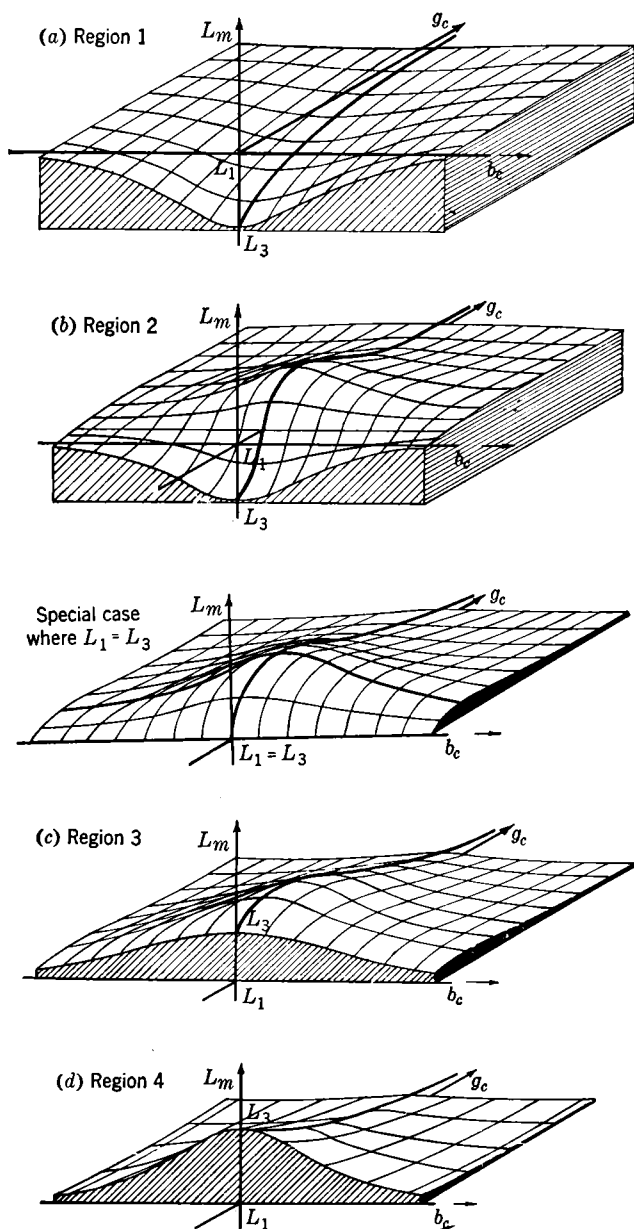 (a) Region 1
L_m
g_c
L_1
b_c
L_3
(b) Region 2
L_m
g_c
L_1
b_c
L_3
Special case
where L_1 = L_3
L_m
g_c
L_1 = L_3
b_c
(c) Region 3
L_m
g_c
L_3
L_1
b_c
(d) Region 4
L_m
g_c
L_3
L_1
b_c